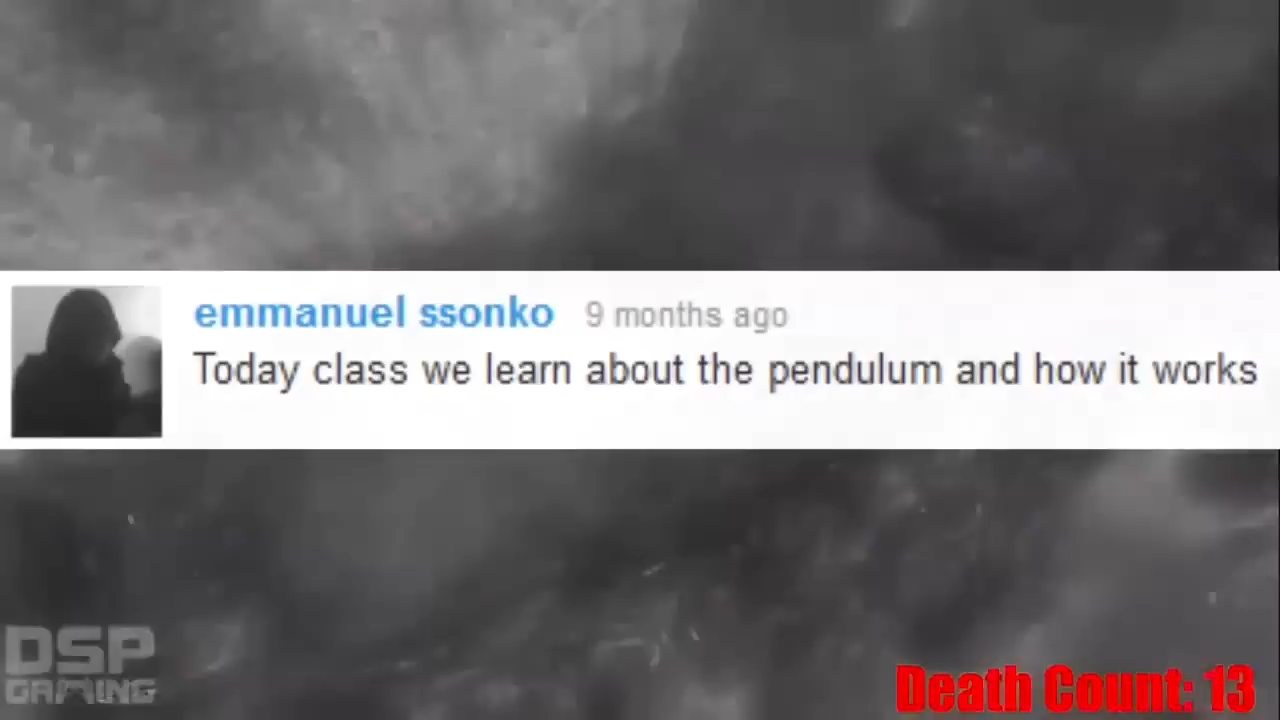 emmanuel ssonko 9 months ago
Today class we learn about the pendulum and how it works
DSP
GAMING
Death Count: 13